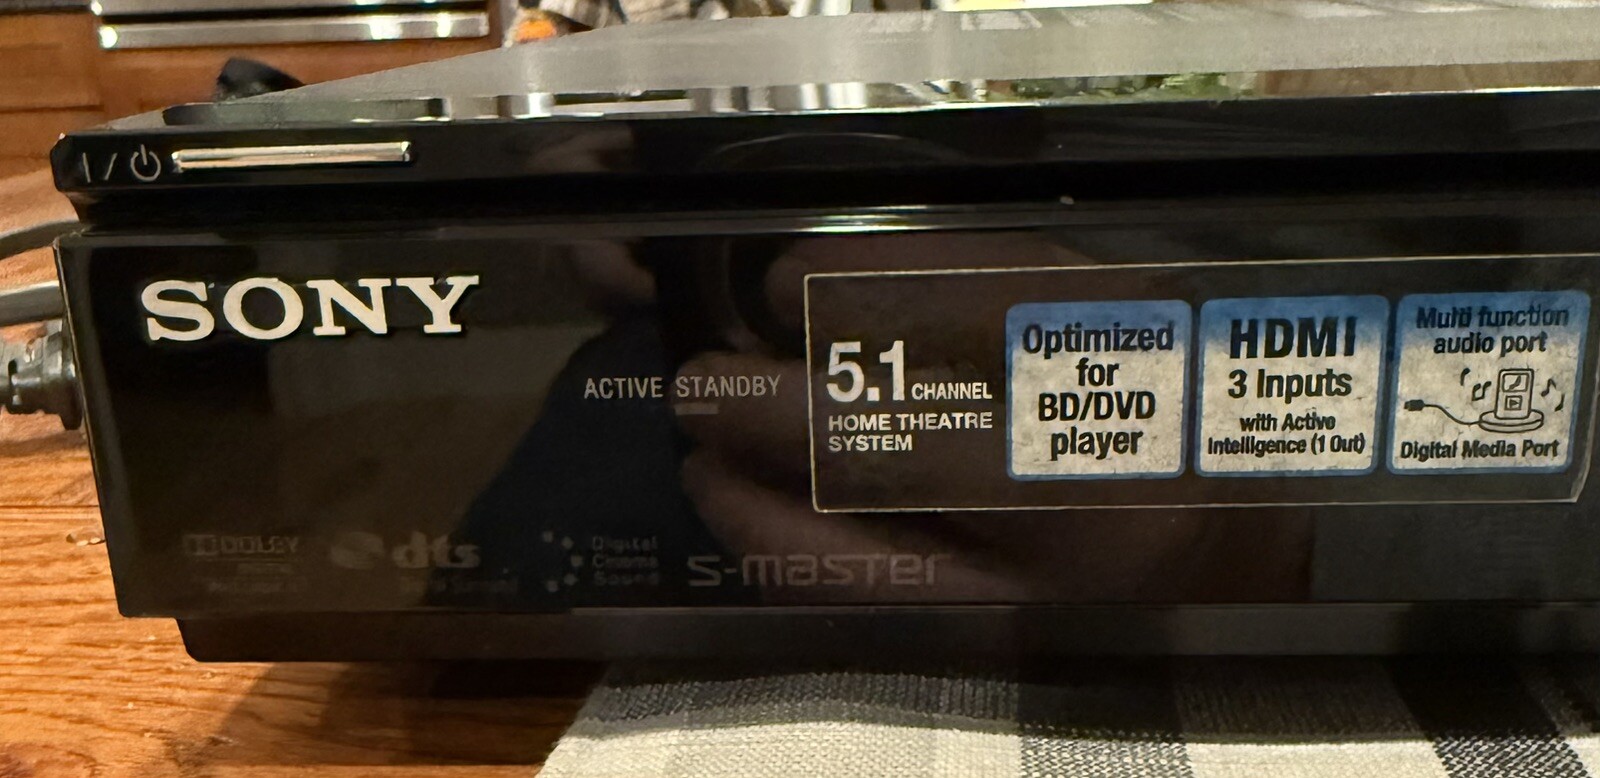 I/⏻
SONY
ACTIVE STANDBY
5.1 CHANNEL
HOME THEATRE
SYSTEM
Optimized
for
BD/DVD
player
HDMI
3 Inputs
with Active
Intelligence (1 Out)
Multi function
audio port
Digital Media Port
DOLBY
dts
Digital
Cinema
Sound
S-master